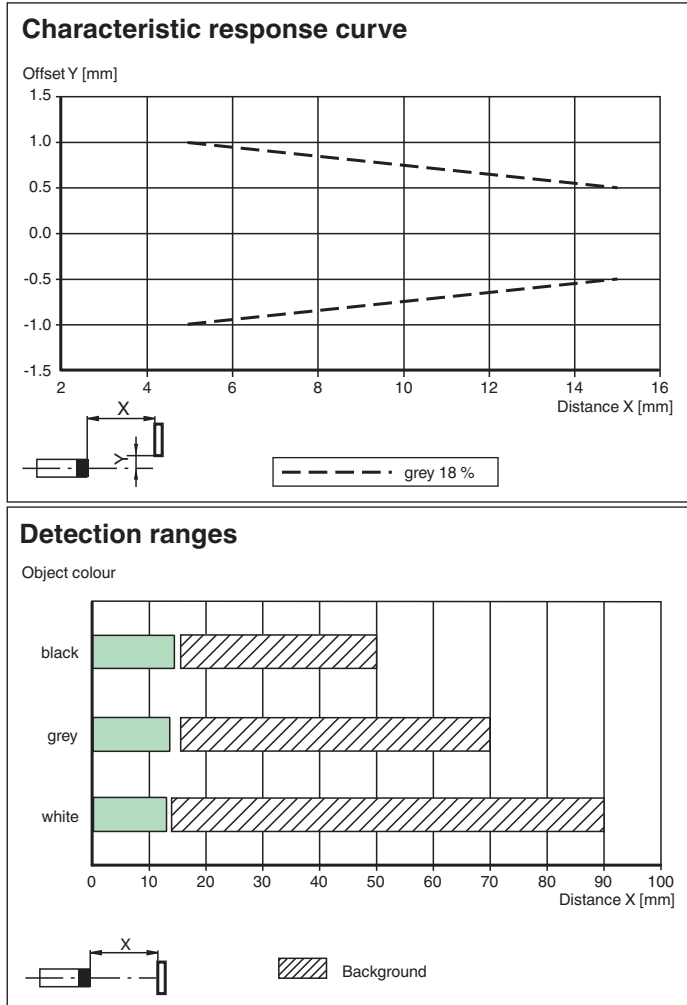 Characteristic response curve
Offset Y [mm]
1.5
1.0
0.5
0.0
-0.5
-1.0
-1.5
2 4 6 8 10 12 14 16
Distance X [mm]
X
Y
grey 18 %
Detection ranges
Object colour
black
grey
white
0 10 20 30 40 50 60 70 80 90 100
Distance X [mm]
X
Background